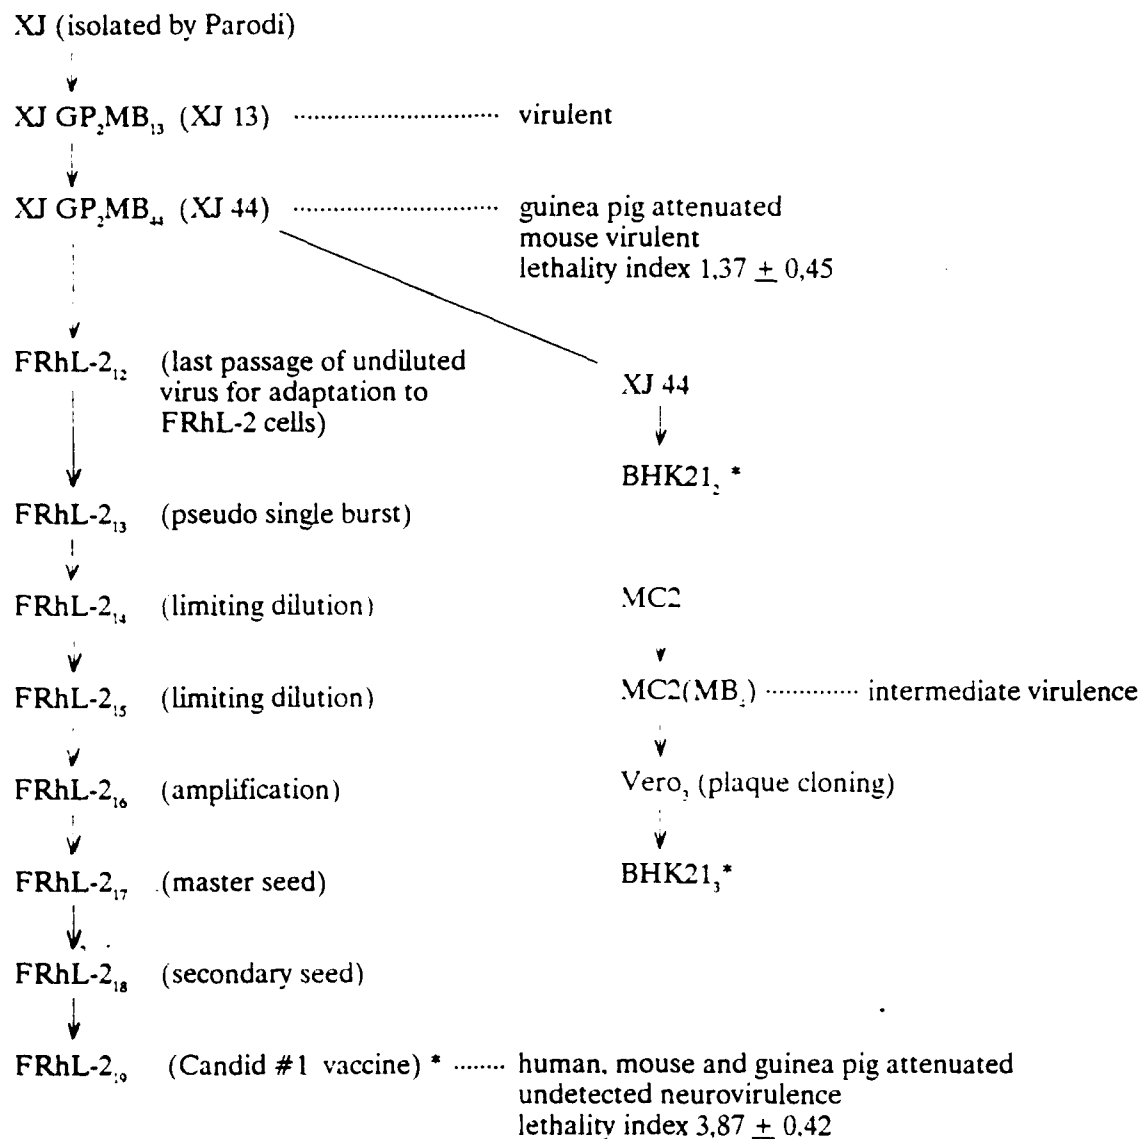 XJ (isolated by Parodi)
XJ GP₂MB₁₃ (XJ 13) ............................ virulent
XJ GP₂MB₄₄ (XJ 44) ............................ guinea pig attenuated
mouse virulent
lethality index 1,37 ± 0,45
FRhL-2₁₂ (last passage of undiluted
virus for adaptation to
FRhL-2 cells)
XJ 44
BHK21₂ *
FRhL-2₁₃ (pseudo single burst)
FRhL-2₁₄ (limiting dilution)
MC2
FRhL-2₁₅ (limiting dilution)
MC2(MB₂) .............. intermediate virulence
FRhL-2₁₆ (amplification)
Vero₃ (plaque cloning)
FRhL-2₁₇ (master seed)
BHK21₃*
FRhL-2₁₈ (secondary seed)
FRhL-2₁₉ (Candid #1 vaccine) * ........ human, mouse and guinea pig attenuated
undetected neurovirulence
lethality index 3,87 ± 0,42